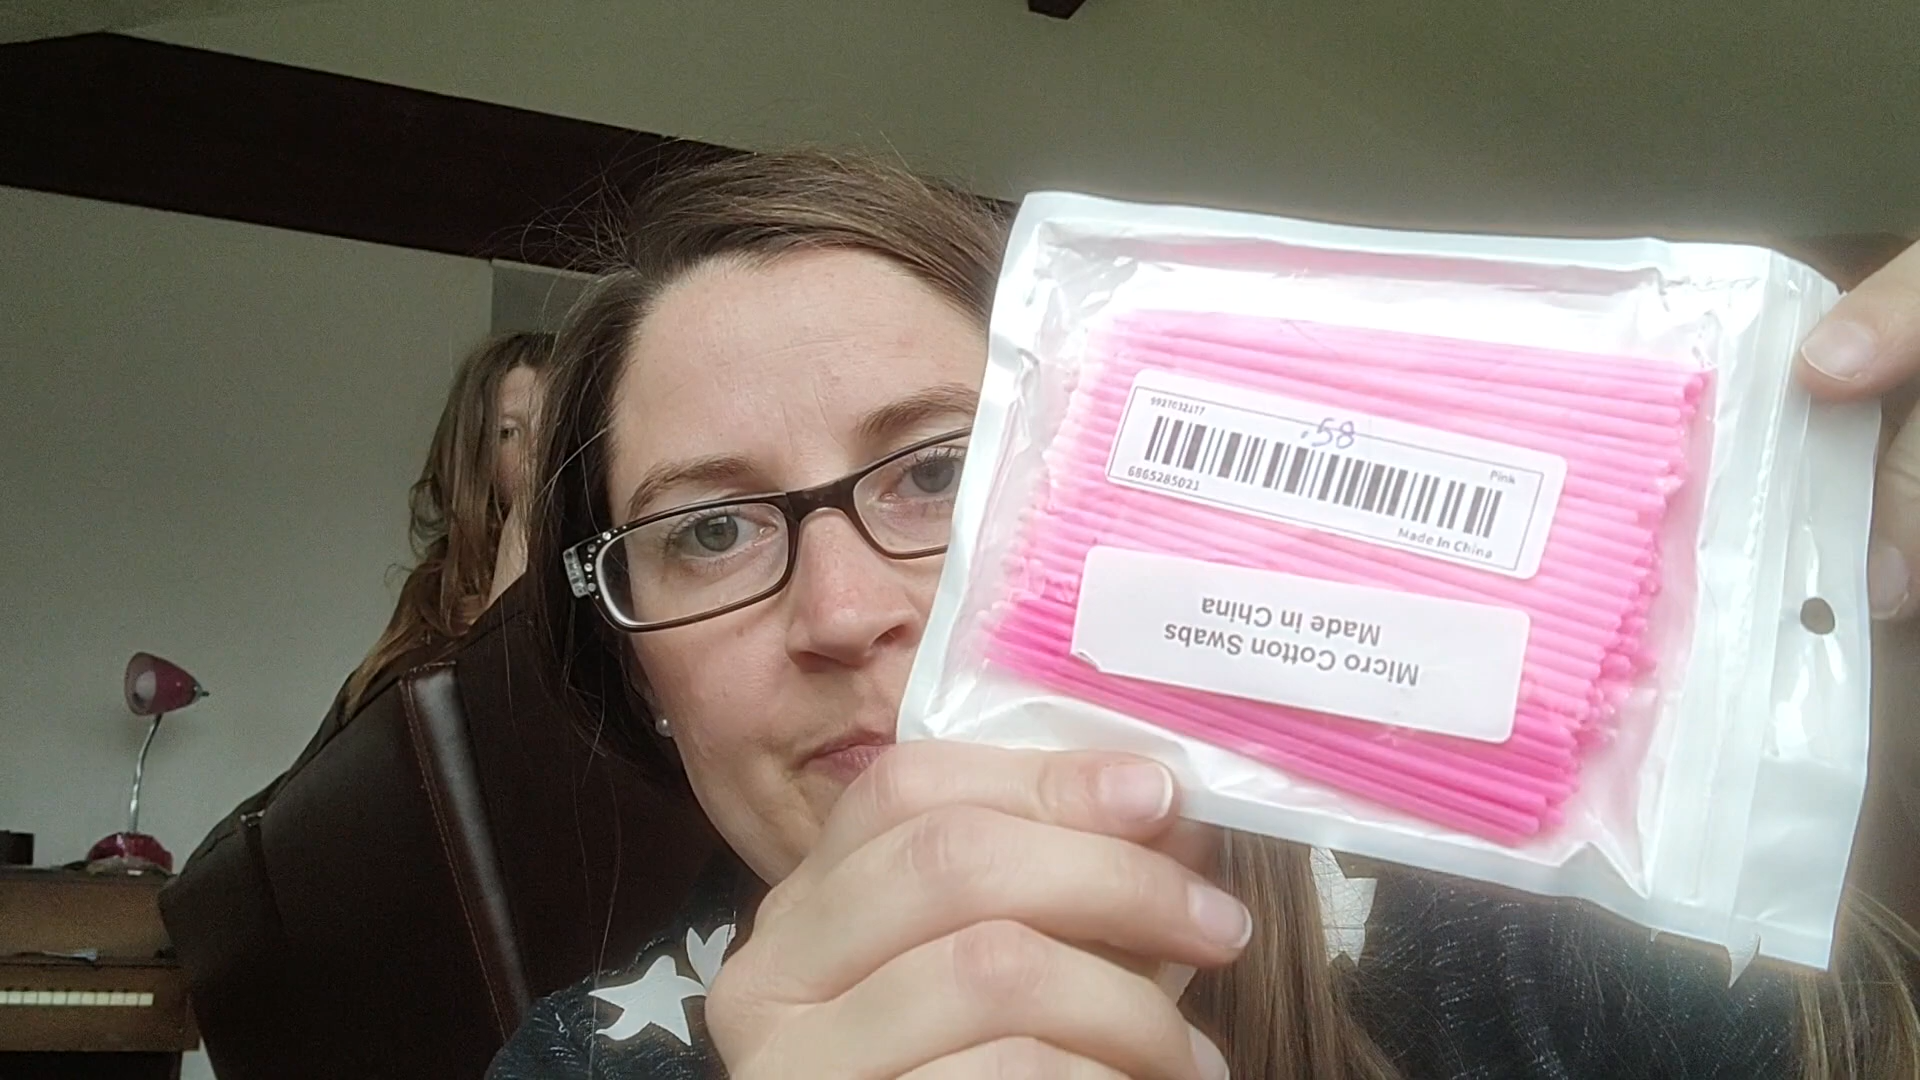 9927032177
.58
6865285021
Pink
Made In China
Micro Cotton Swabs
Made in China